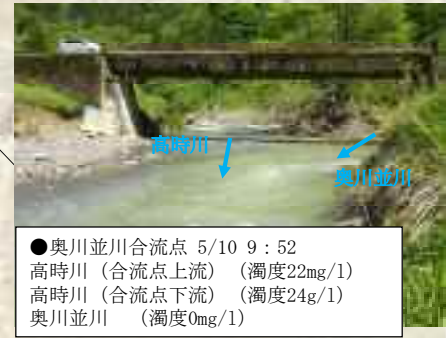 高時川
奥川並川
●奥川並川合流点 5/10 9：52
高時川（合流点上流）（濁度22mg/l）
高時川（合流点下流）（濁度24g/l）
奥川並川　（濁度0mg/l）